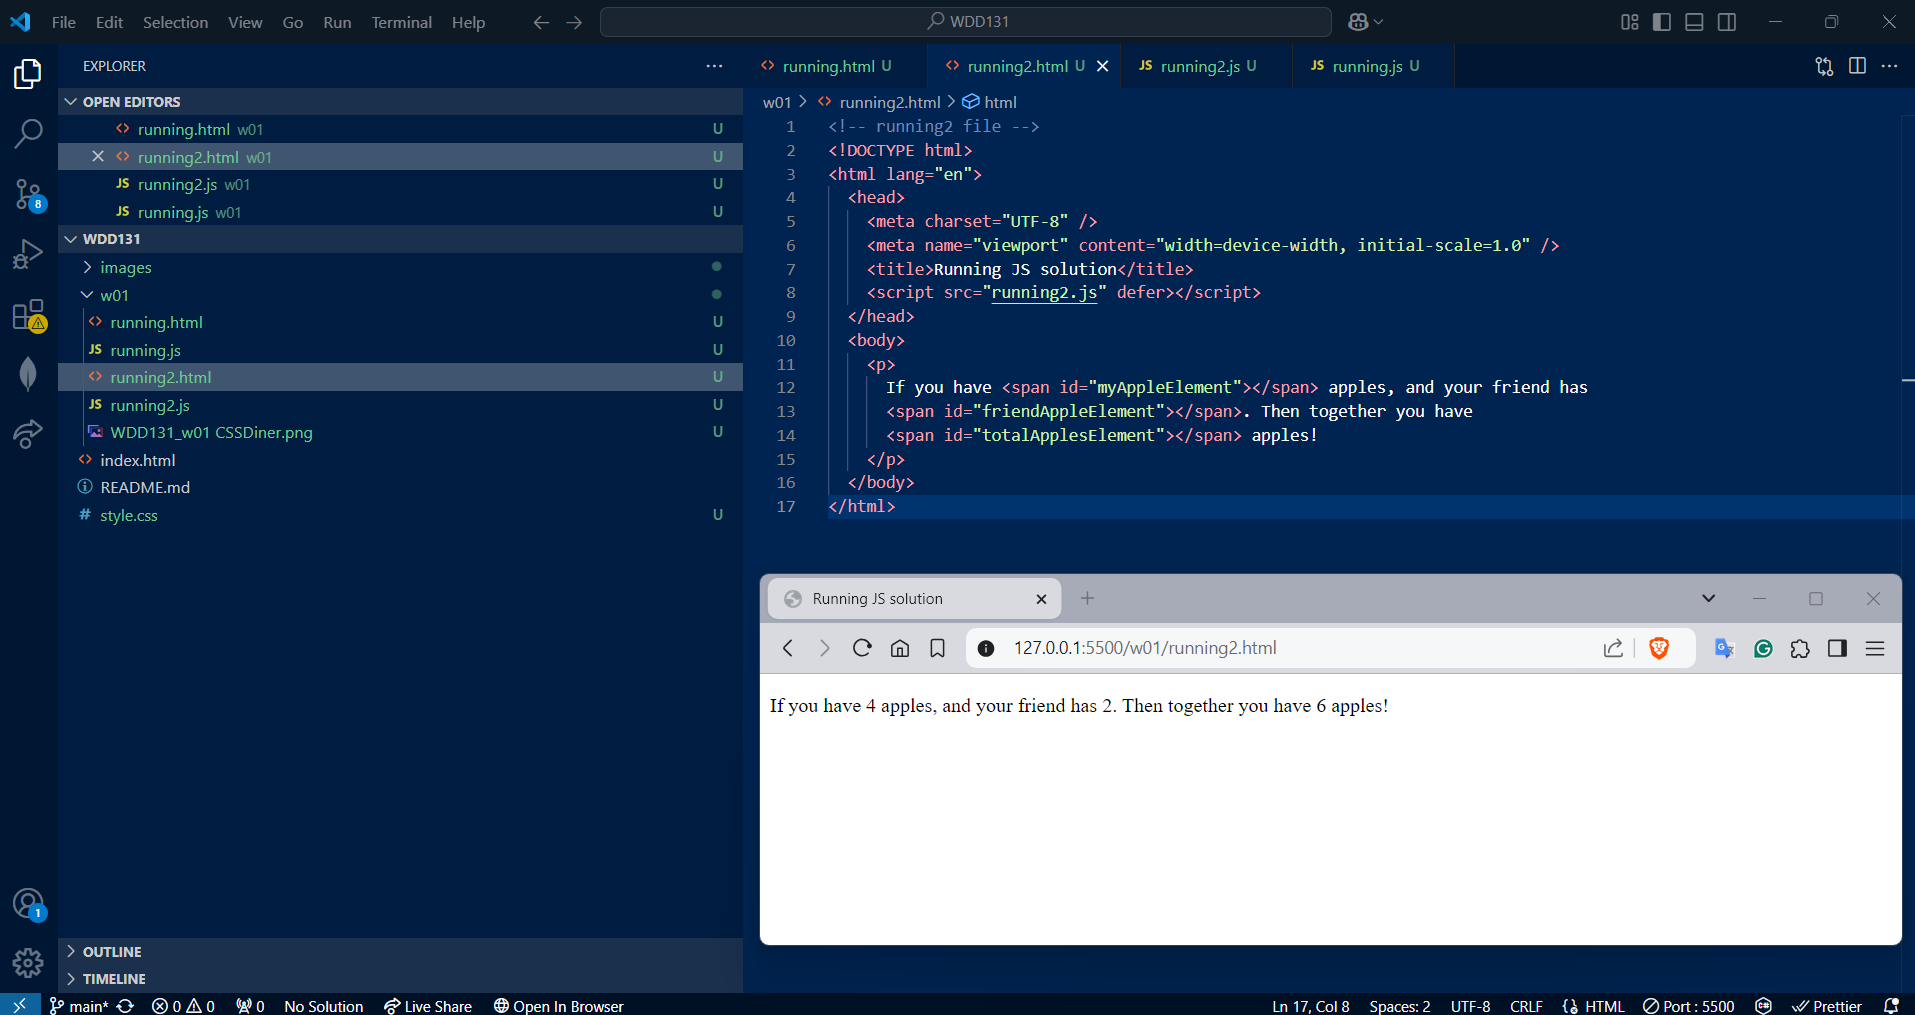 File Edit Selection View Go Run Terminal Help
WDD131
EXPLORER
OPEN EDITORS
running.html w01 U
running2.html w01 U
JS running2.js w01 U
JS running.js w01 U
WDD131
images
w01
running.html U
JS running.js U
running2.html U
JS running2.js U
WDD131_w01 CSSDiner.png U
index.html
README.md
# style.css U
OUTLINE
TIMELINE
8
1
running.html U
running2.html U
JS running2.js U
JS running.js U
w01 > running2.html > html
1 <!-- running2 file -->
2 <!DOCTYPE html>
3 <html lang="en">
4 <head>
5 <meta charset="UTF-8" />
6 <meta name="viewport" content="width=device-width, initial-scale=1.0" />
7 <title>Running JS solution</title>
8 <script src="running2.js" defer></script>
9 </head>
10 <body>
11 <p>
12 If you have <span id="myAppleElement"></span> apples, and your friend has
13 <span id="friendAppleElement"></span>. Then together you have
14 <span id="totalApplesElement"></span> apples!
15 </p>
16 </body>
17 </html>
Running JS solution
127.0.0.1:5500/w01/running2.html
If you have 4 apples, and your friend has 2. Then together you have 6 apples!
main* 0 0 0 No Solution Live Share Open In Browser Ln 17, Col 8 Spaces: 2 UTF-8 CRLF {} HTML Port : 5500 Prettier